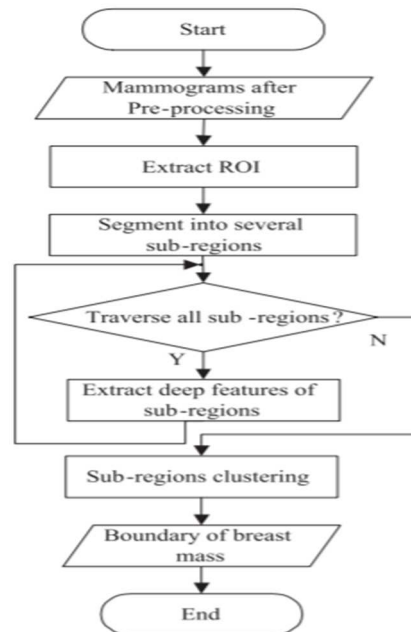 Start
Mammograms after
Pre-processing
Extract ROI
Segment into several
sub-regions
Traverse all sub -regions?
N
Y
Extract deep features of
sub-regions
Sub-regions clustering
Boundary of breast
mass
End